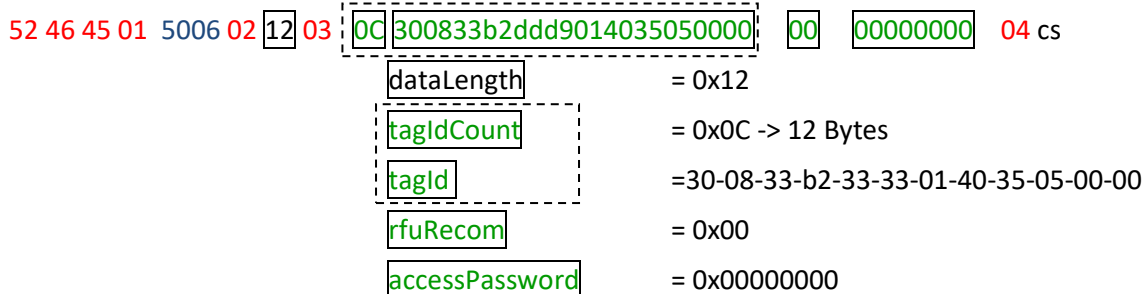 52 46 45 01 5006 02 12 03 0C 300833b2ddd9014035050000 00 00000000 04 cs
dataLength = 0x12
tagIdCount = 0x0C -> 12 Bytes
tagId =30-08-33-b2-33-33-01-40-35-05-00-00
rfuRecom = 0x00
accessPassword = 0x00000000